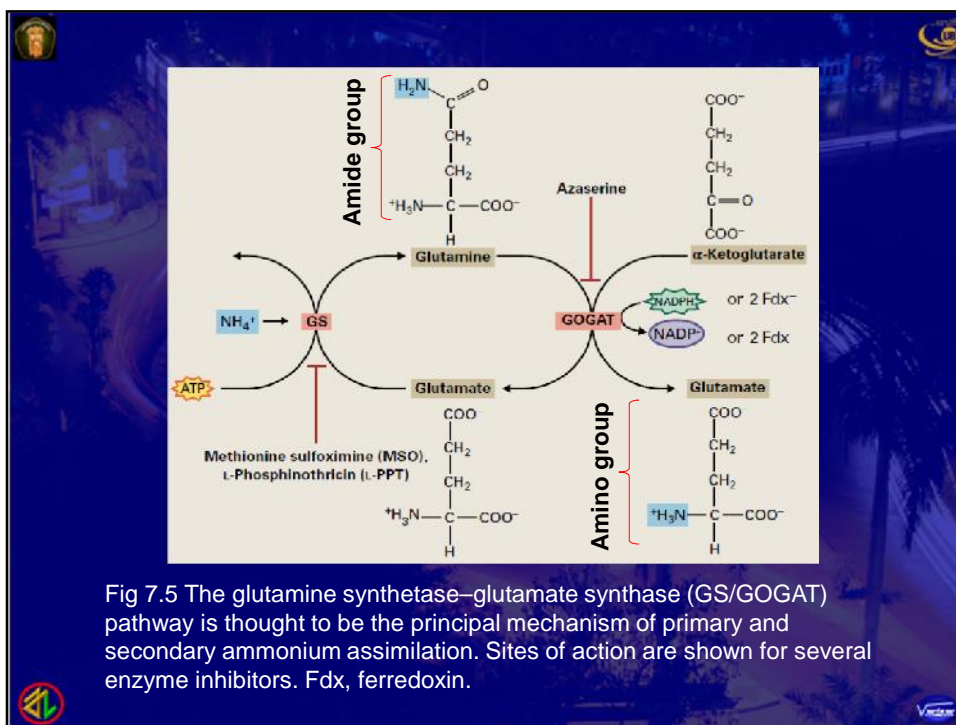 Amide group
H₂N
O
C
CH₂
CH₂
⁺H₃N—C—COO⁻
H
Glutamine
Azaserine
COO⁻
CH₂
CH₂
C=O
COO⁻
α-Ketoglutarate
NH₄⁺
GS
GOGAT
NADPH or 2 Fdx⁻
NADP⁺ or 2 Fdx
ATP
Glutamate
Glutamate
Methionine sulfoximine (MSO),
L-Phosphinothricin (L-PPT)
COO
CH₂
CH₂
⁺H₃N—C—COO⁻
H
Amino group
COO
CH₂
CH₂
⁺H₃N—C—COO⁻
H
Fig 7.5 The glutamine synthetase–glutamate synthase (GS/GOGAT)
pathway is thought to be the principal mechanism of primary and
secondary ammonium assimilation. Sites of action are shown for several
enzyme inhibitors. Fdx, ferredoxin.